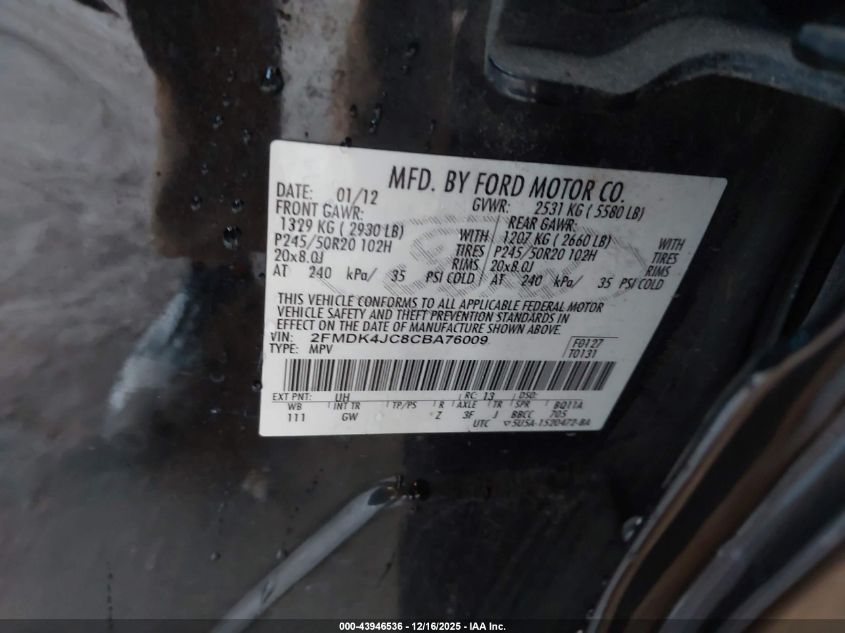 MFD. BY FORD MOTOR CO.
DATE: 01/12 GVWR: 2531 KG ( 5580 LB)
FRONT GAWR: REAR GAWR:
1329 KG ( 2930 LB) WITH 1207 KG ( 2660 LB) WITH
P245/50R20 102H TIRES P245/50R20 102H TIRES
20x8.0J RIMS 20x8.0J RIMS
AT 240 kPa/ 35 PSI COLD AT 240 kPa/ 35 PSI COLD
THIS VEHICLE CONFORMS TO ALL APPLICABLE FEDERAL MOTOR
VEHICLE SAFETY AND THEFT PREVENTION STANDARDS IN
EFFECT ON THE DATE OF MANUFACTURE SHOWN ABOVE.
VIN: 2FMDK4JC8CBA76009 F0127
TYPE: MPV T0131
EXT PNT: UH RC: 13 DSO:
WB INT TR TP/PS R AXLE TR SPR BQ11A
111 GW Z 3F J BBCC 705
UTC 5U5A-1520472-BA
000-43946536 - 12/16/2025 - IAA Inc.